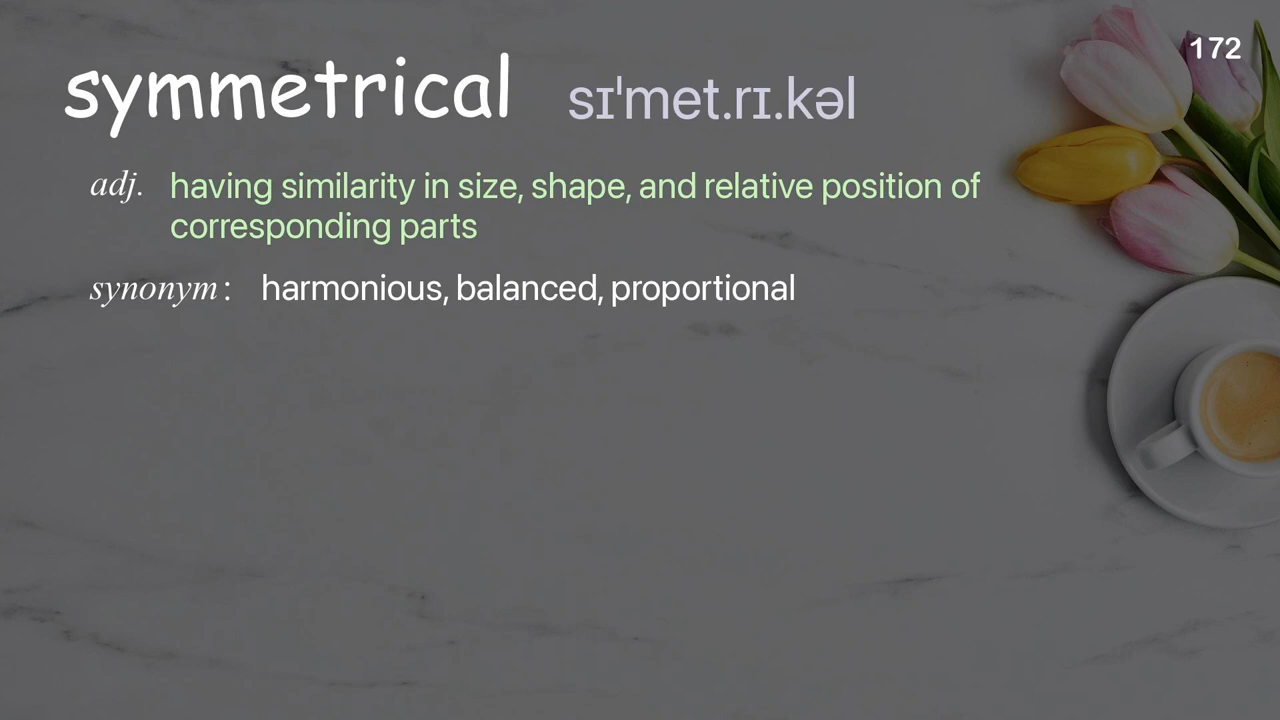 172
symmetrical sɪˈmet.rɪ.kəl
adj. having similarity in size, shape, and relative position of
corresponding parts
synonym: harmonious, balanced, proportional